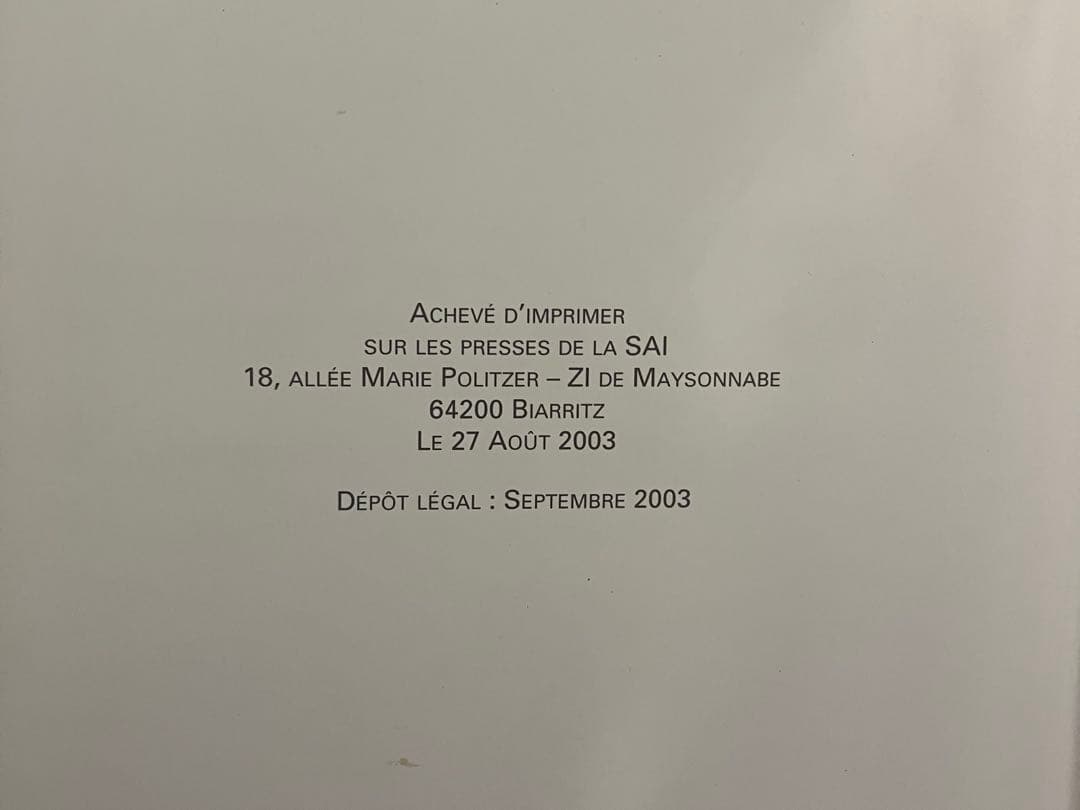 Achevé d'imprimer
sur les presses de la SAI
18, allée Marie Politzer – ZI de Maysonnabe
64200 Biarritz
Le 27 Août 2003
Dépôt légal : Septembre 2003